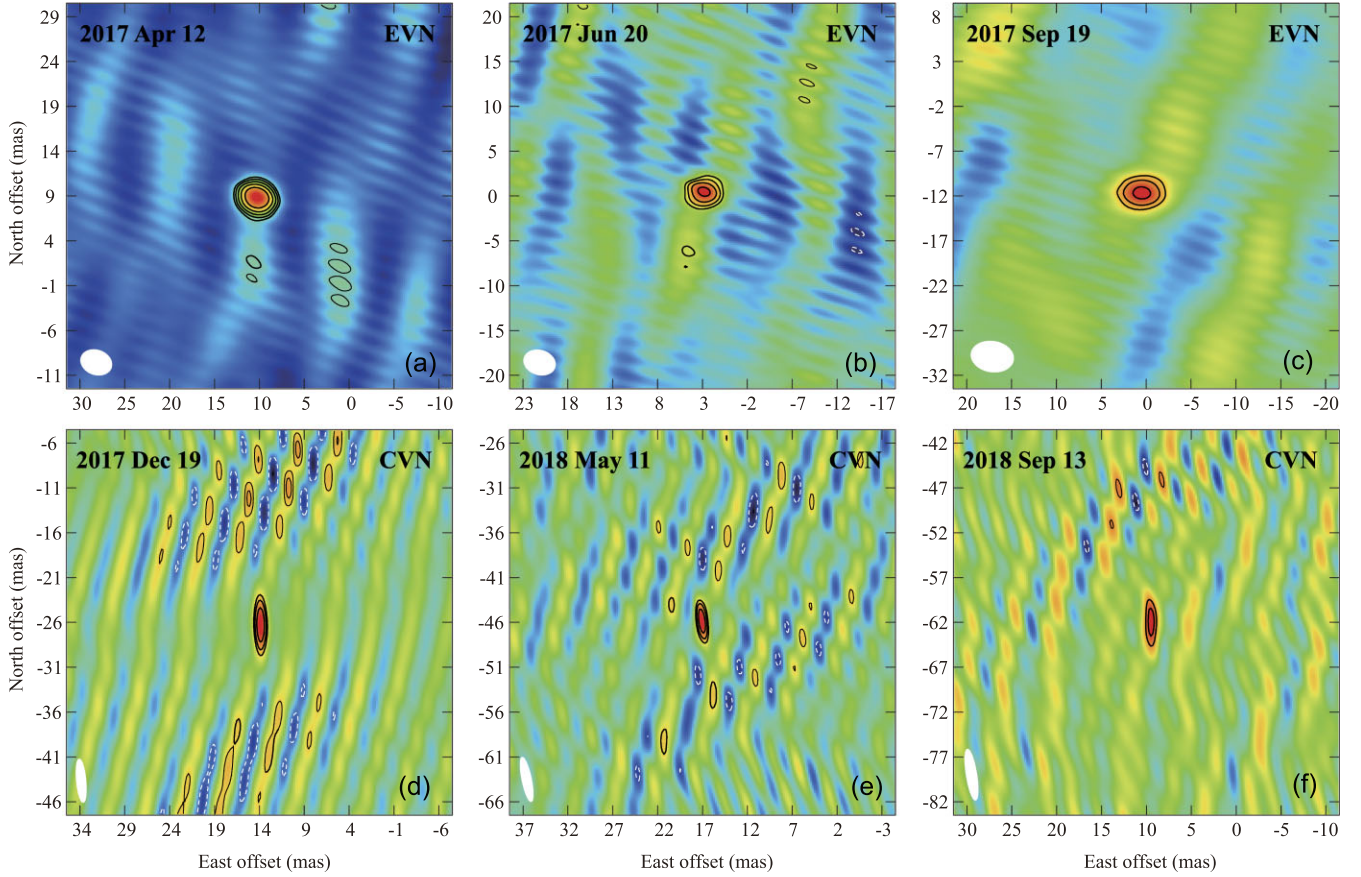 2017 Apr 12 EVN
29
24
19
14
9
4
-1
-6
-11
30 25 20 15 10 5 0 -5 -10
(a)
2017 Jun 20 EVN
20
15
10
5
0
-5
-10
-15
-20
23 18 13 8 3 -2 -7 -12 -17
(b)
2017 Sep 19 EVN
8
3
-2
-7
-12
-17
-22
-27
-32
20 15 10 5 0 -5 -10 -15 -20
(c)
North offset (mas)
2017 Dec 19 CVN
-6
-11
-16
-21
-26
-31
-36
-41
-46
34 29 24 19 14 9 4 -1 -6
(d)
2018 May 11 CVN
-26
-31
-36
-41
-46
-51
-56
-61
-66
37 32 27 22 17 12 7 2 -3
(e)
2018 Sep 13 CVN
-42
-47
-52
-57
-62
-67
-72
-77
-82
30 25 20 15 10 5 0 -5 -10
(f)
North offset (mas)
East offset (mas) East offset (mas) East offset (mas)